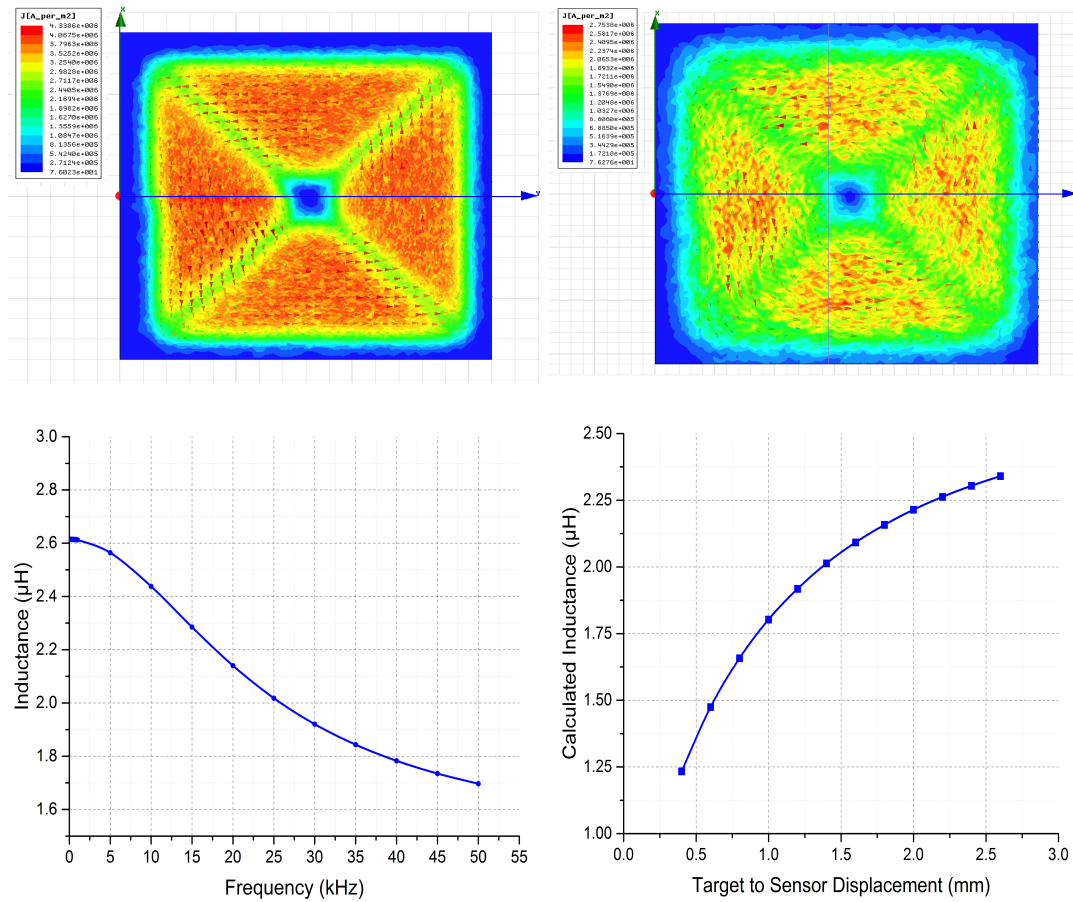 J[A_per_m2]
4.3386e+006
4.0675e+006
3.7963e+006
3.5252e+006
3.2540e+006
2.9828e+006
2.7117e+006
2.4405e+006
2.1694e+006
1.8982e+006
1.6270e+006
1.3559e+006
1.0847e+006
8.1356e+005
5.4240e+005
2.7124e+005
7.6023e+001
X
Y
J[A_per_m2]
2.7538e+006
2.5817e+006
2.4095e+006
2.2374e+006
2.0653e+006
1.8932e+006
1.7211e+006
1.5490e+006
1.3769e+006
1.2048e+006
1.0327e+006
8.6060e+005
6.8850e+005
5.1639e+005
3.4429e+005
1.7218e+005
7.6276e+001
X
3.0
2.8
2.6
2.4
2.2
2.0
1.8
1.6
Inductance (μH)
0 5 10 15 20 25 30 35 40 45 50 55
Frequency (kHz)
2.50
2.25
2.00
1.75
1.50
1.25
1.00
Calculated Inductance (μH)
0.0 0.5 1.0 1.5 2.0 2.5 3.0
Target to Sensor Displacement (mm)